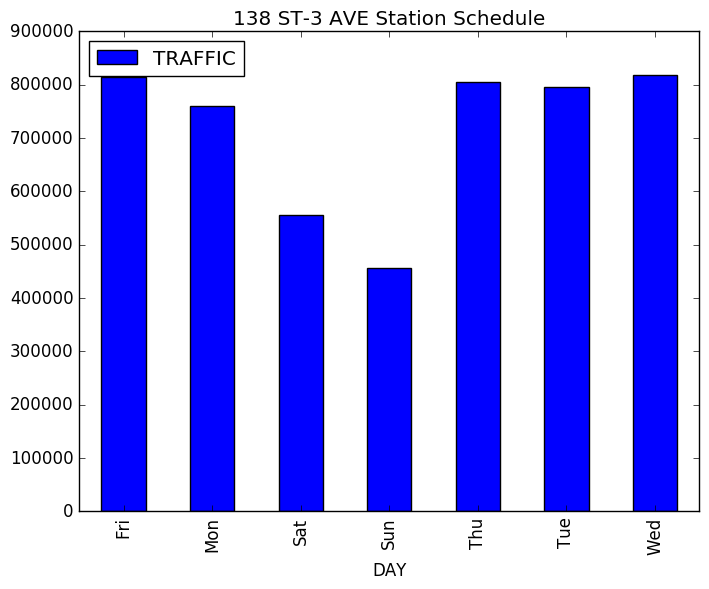 138 ST-3 AVE Station Schedule
TRAFFIC
900000
800000
700000
600000
500000
400000
300000
200000
100000
0
Fri Mon Sat Sun Thu Tue Wed
DAY